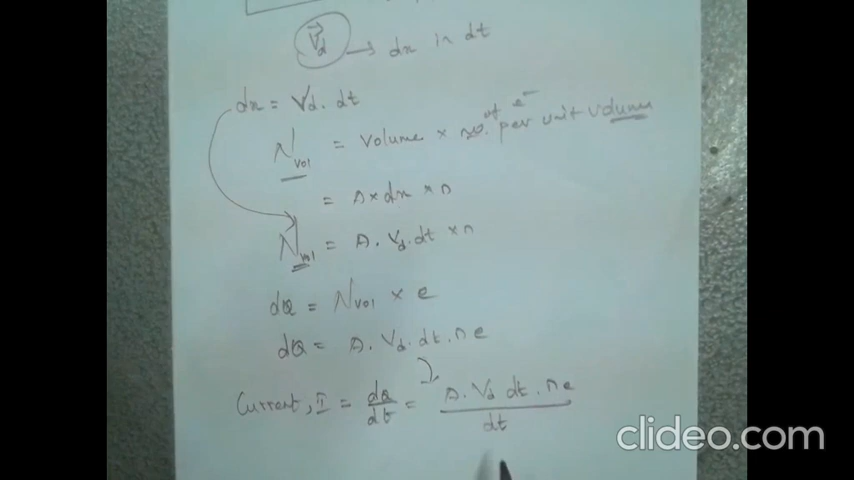 V⃗d → dx in dt
dx = Vd. dt
Nvol = Volume × no. of e⁻ per unit volume
= A × dx × n
Nvol = A. Vd. dt × n
dQ = Nvol × e
dQ = A. Vd. dt. n e
Current, I = dQ/dt = A. Vd dt. n e/dt
clideo.com